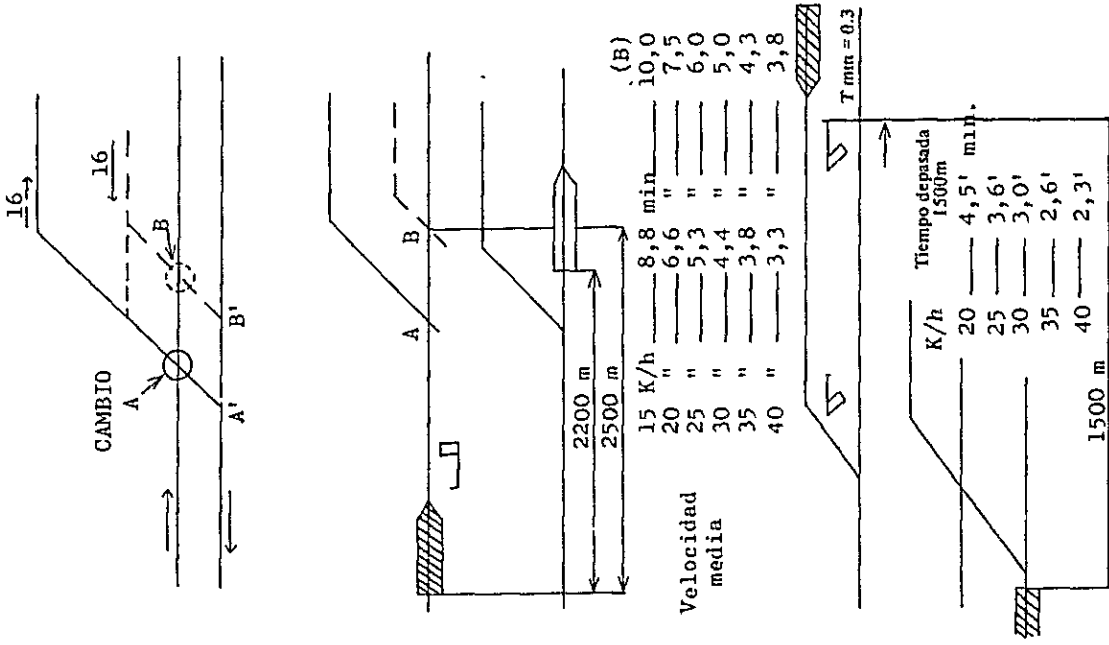 16
CAMBIO
16
A
B
A'
B'
A
B
2200 m
2500 m
Velocidad
media
(B)
15 K/h 8,8 min 10,0
20 " 6,6 " 7,5
25 " 5,3 " 6,0
30 " 4,4 " 5,0
35 " 3,8 " 4,3
40 " 3,3 " 3,8
T min = 0.3
Tiempo depasada
K/h 1500m
20 4,5' min.
25 3,6'
30 3,0'
35 2,6'
40 2,3'
1500 m